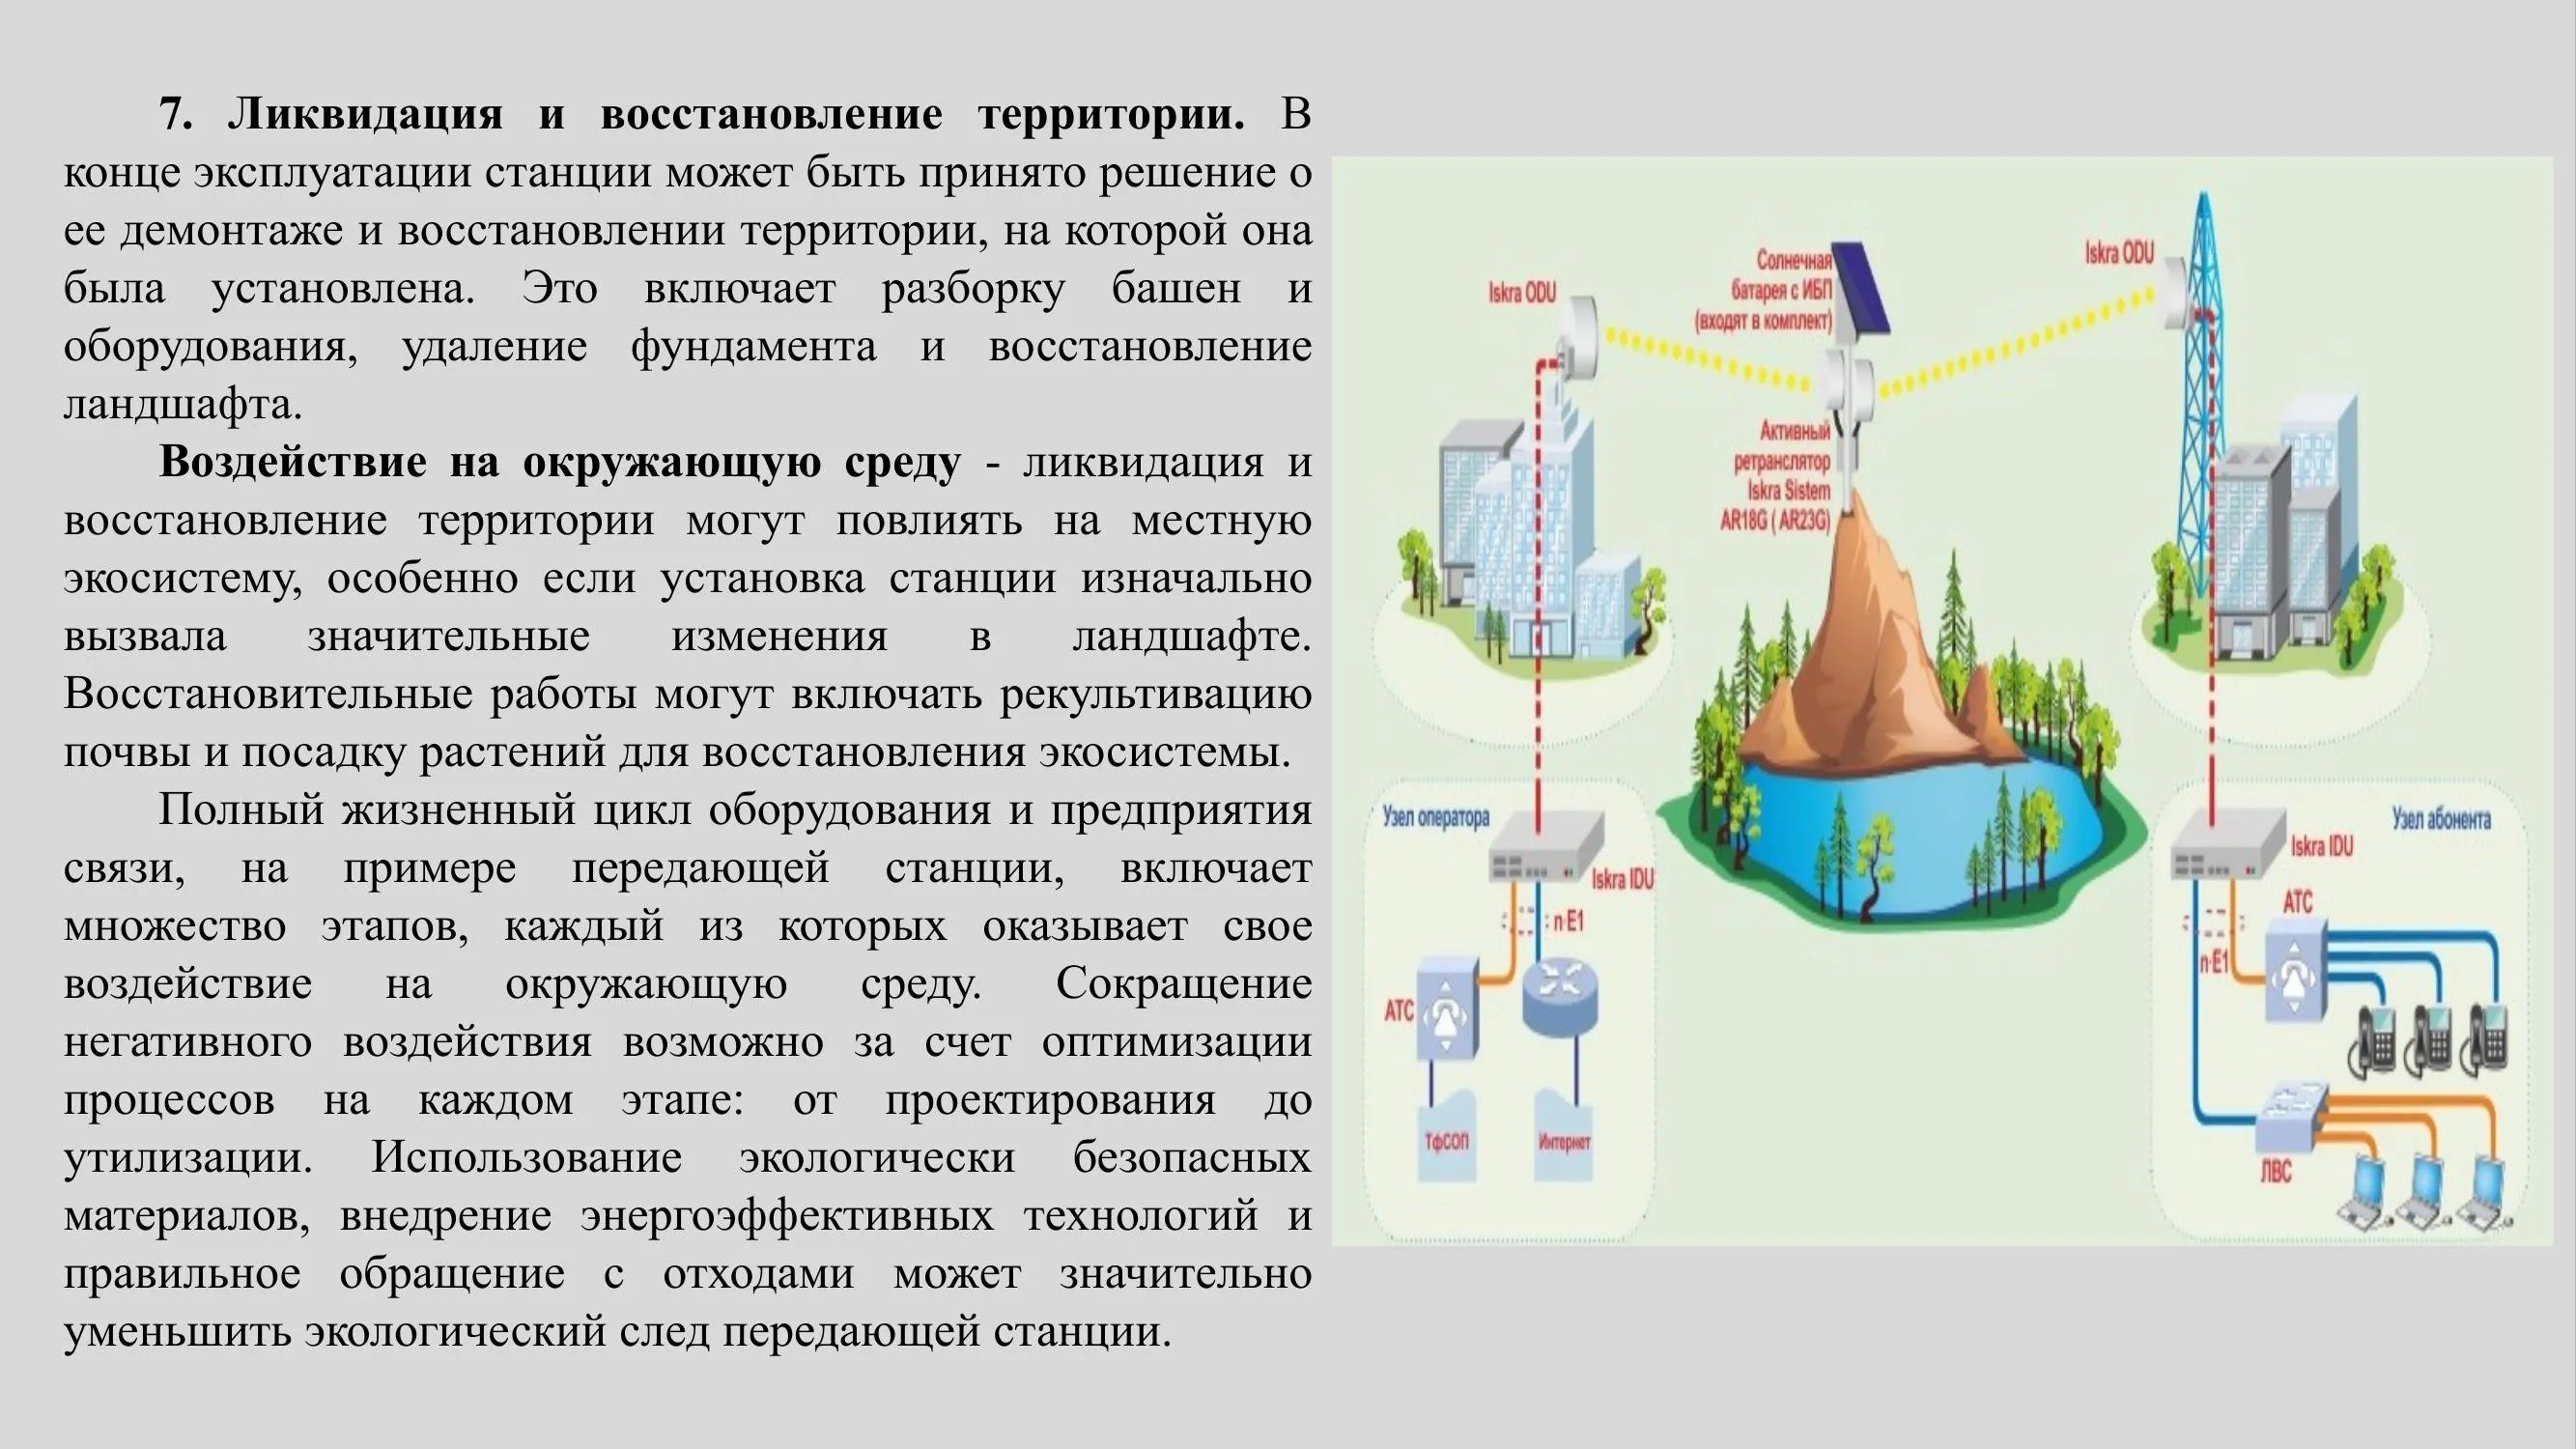 7. Ликвидация и восстановление территории. В
конце эксплуатации станции может быть принято решение о
ее демонтаже и восстановлении территории, на которой она
была установлена. Это включает разборку башен и
оборудования, удаление фундамента и восстановление
ландшафта.
Воздействие на окружающую среду - ликвидация и
восстановление территории могут повлиять на местную
экосистему, особенно если установка станции изначально
вызвала значительные изменения в ландшафте.
Восстановительные работы могут включать рекультивацию
почвы и посадку растений для восстановления экосистемы.
Полный жизненный цикл оборудования и предприятия
связи, на примере передающей станции, включает
множество этапов, каждый из которых оказывает свое
воздействие на окружающую среду. Сокращение
негативного воздействия возможно за счет оптимизации
процессов на каждом этапе: от проектирования до
утилизации. Использование экологически безопасных
материалов, внедрение энергоэффективных технологий и
правильное обращение с отходами может значительно
уменьшить экологический след передающей станции.
Iskra ODU
Солнечная
батарея с ИБП
(входят в комплект)
Iskra ODU
Активный
ретранслятор
Iskra Sistem
AR18G ( AR23G)
Узел оператора
Iskra IDU
n·E1
АТС
ТфСОП
Интернет
Узел абонента
Iskra IDU
АТС
n·E1
ЛВС